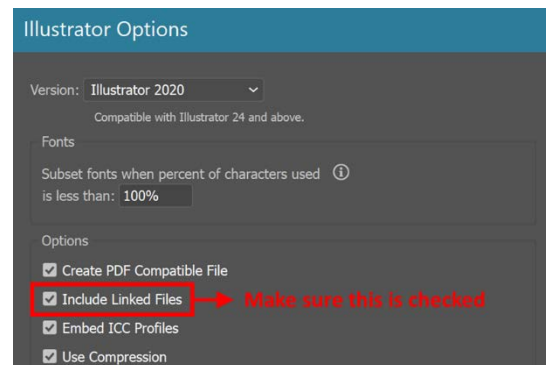 Illustrator Options
Version: Illustrator 2020
Compatible with Illustrator 24 and above.
Fonts
Subset fonts when percent of characters used
is less than: 100%
Options
Create PDF Compatible File
Include Linked Files Make sure this is checked
Embed ICC Profiles
Use Compression